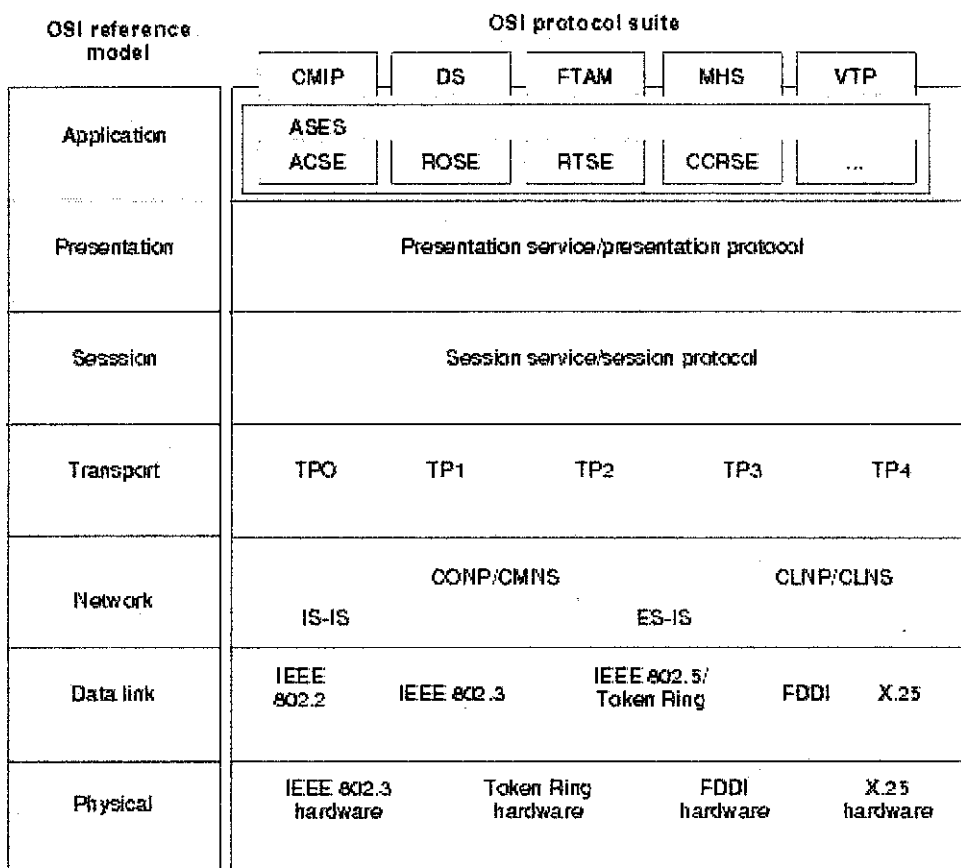 OSI reference
model
OSI protocol suite
CMIP DS FTAM MHS VTP
Application
ASES
ACSE ROSE RTSE CCRSE ...
Presentation
Presentation service/presentation protocol
Sesssion
Session service/session protocol
Transport
TP0 TP1 TP2 TP3 TP4
Network
CONP/CMNS CLNP/CLNS
IS-IS ES-IS
Data link
IEEE
802.2
IEEE 802.3
IEEE 802.5/
Token Ring
FDDI
X.25
Physical
IEEE 802.3
hardware
Token Ring
hardware
FDDI
hardware
X.25
hardware